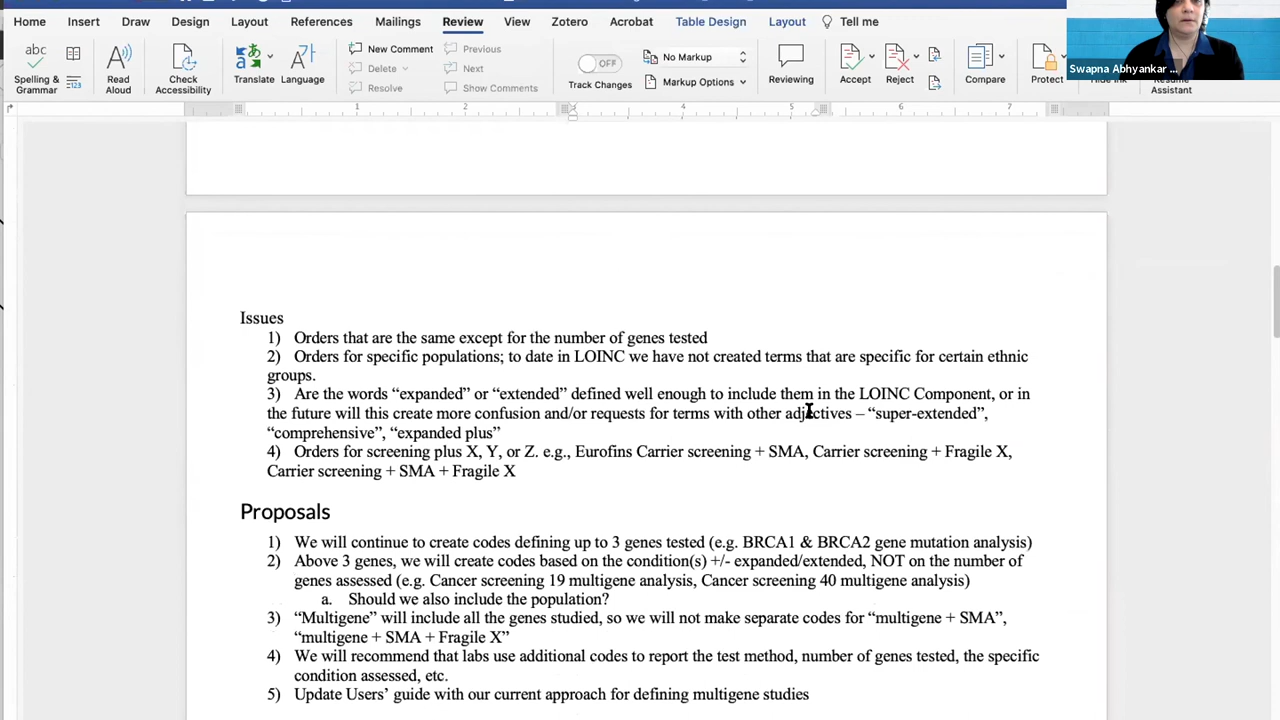 Home Insert Draw Design Layout References Mailings Review View Zotero Acrobat Table Design Layout Tell me
abc
Spelling &
Grammar
123
Read
Aloud
Check
Accessibility
Translate
Language
New Comment
Delete
Resolve
Previous
Next
Show Comments
OFF
Track Changes
No Markup
Markup Options
Reviewing
Accept
Reject
Compare
Protect
Hide Ink
Assistant
Swapna Abhyankar ...
1 2 3 4 5 6 7
Issues
1) Orders that are the same except for the number of genes tested
2) Orders for specific populations; to date in LOINC we have not created terms that are specific for certain ethnic
groups.
3) Are the words “expanded” or “extended” defined well enough to include them in the LOINC Component, or in
the future will this create more confusion and/or requests for terms with other adjectives – “super-extended”,
“comprehensive”, “expanded plus”
4) Orders for screening plus X, Y, or Z. e.g., Eurofins Carrier screening + SMA, Carrier screening + Fragile X,
Carrier screening + SMA + Fragile X
Proposals
1) We will continue to create codes defining up to 3 genes tested (e.g. BRCA1 & BRCA2 gene mutation analysis)
2) Above 3 genes, we will create codes based on the condition(s) +/- expanded/extended, NOT on the number of
genes assessed (e.g. Cancer screening 19 multigene analysis, Cancer screening 40 multigene analysis)
a. Should we also include the population?
3) “Multigene” will include all the genes studied, so we will not make separate codes for “multigene + SMA”,
“multigene + SMA + Fragile X”
4) We will recommend that labs use additional codes to report the test method, number of genes tested, the specific
condition assessed, etc.
5) Update Users’ guide with our current approach for defining multigene studies